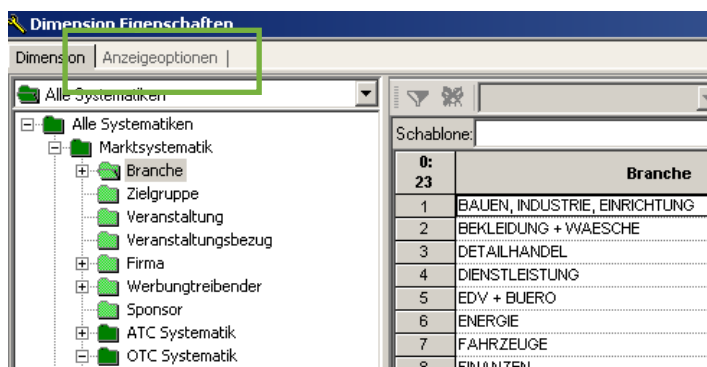 Dimension Eigenschaften
Dimension Anzeigeoptionen
Alle Systematiken
Alle Systematiken
Marktsystematik
Branche
Zielgruppe
Veranstaltung
Veranstaltungsbezug
Firma
Werbungtreibender
Sponsor
ATC Systematik
OTC Systematik
Schablone:
0: 23 Branche
1 BAUEN, INDUSTRIE, EINRICHTUNG
2 BEKLEIDUNG + WAESCHE
3 DETAILHANDEL
4 DIENSTLEISTUNG
5 EDV + BUERO
6 ENERGIE
7 FAHRZEUGE
8 FINANZEN